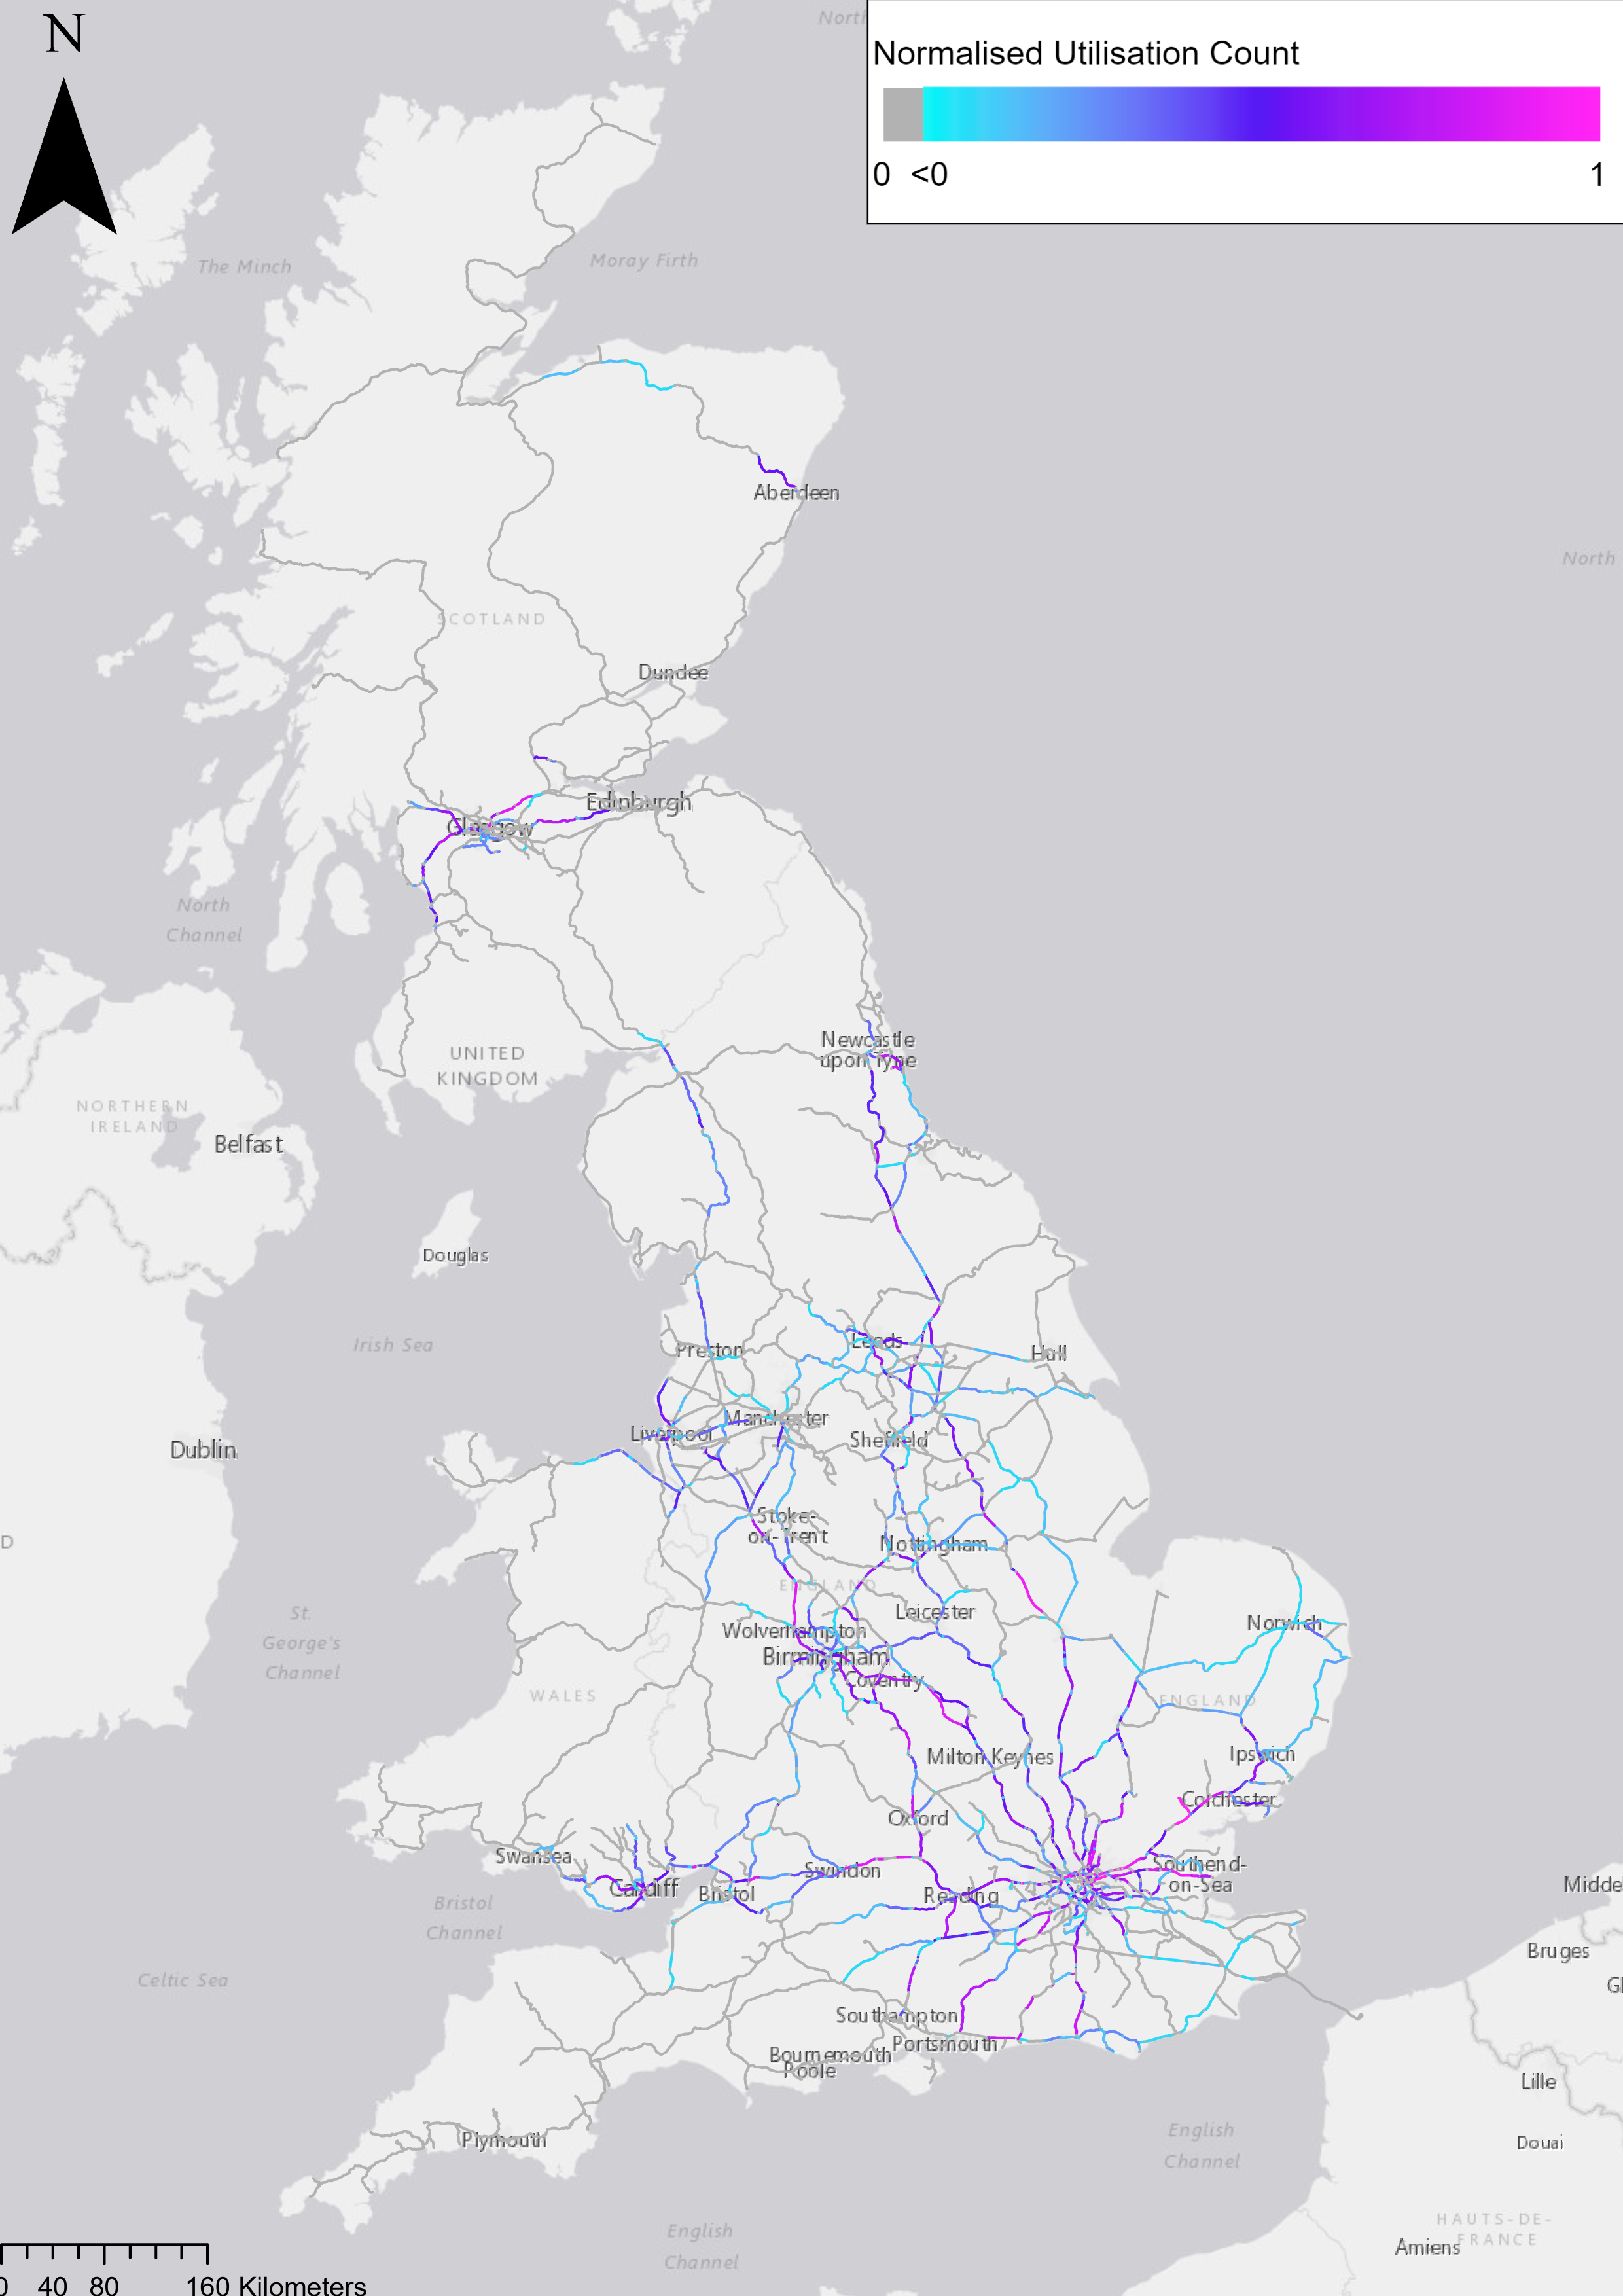 N
North
Normalised Utilisation Count
0 <0 1
The Minch
Moray Firth
Aberdeen
North
SCOTLAND
Dundee
Edinburgh
Glasgow
North
Channel
Newcastle
upon Tyne
UNITED
KINGDOM
NORTHERN
IRELAND
Belfast
Douglas
Irish Sea
Leeds
Preston
Hull
Manchester
Liverpool
Sheffield
Dublin
Stoke-
on-Trent
Nottingham
D
ENGLAND
St.
George's
Channel
Leicester
Norwich
Wolverhampton
Birmingham
Coventry
WALES
ENGLAND
Milton Keynes
Ipswich
Colchester
Oxford
Swansea
Swindon
Southend-
on-Sea
Cardiff
Bristol
Reading
Midde
Bristol
Channel
Bruges
Celtic Sea
Southampton
Portsmouth
Bournemouth
Poole
Lille
Plymouth
English
Channel
Douai
English
Channel
HAUTS-DE-
FRANCE
Amiens
0 40 80 160 Kilometers